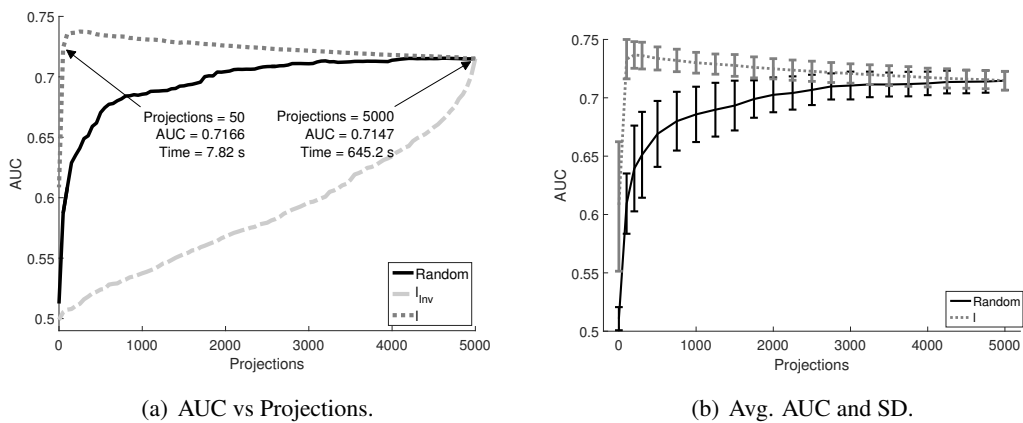 0.75
0.7
0.65
0.6
0.55
0.5
AUC
0 1000 2000 3000 4000 5000
Projections
Projections = 50
AUC = 0.7166
Time = 7.82 s
Projections = 5000
AUC = 0.7147
Time = 645.2 s
Random
I_Inv
I
(a) AUC vs Projections.
0.75
0.7
0.65
0.6
0.55
0.5
AUC
0 1000 2000 3000 4000 5000
Projections
Random
I
(b) Avg. AUC and SD.